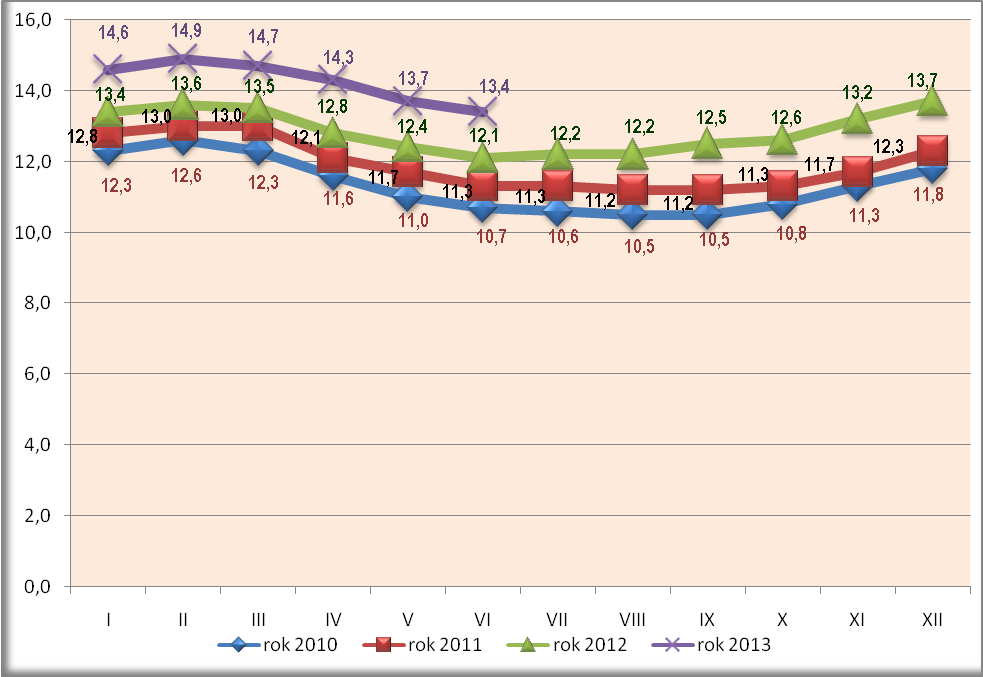 16,0
14,6 14,9 14,7 14,3 13,7 13,4
14,0
13,4 13,6 13,5 12,8 12,4 12,1 12,2 12,2 12,5 12,6 13,2 13,7
12,8 13,0 13,0 12,1 11,7 11,3 11,3 11,2 11,2 11,3 11,7 12,3
12,0
12,3 12,6 12,3 11,6 11,0 10,7 10,6 10,5 10,5 10,8 11,3 11,8
10,0
8,0
6,0
4,0
2,0
0,0
I II III IV V VI VII VIII IX X XI XII
rok 2010 rok 2011 rok 2012 rok 2013